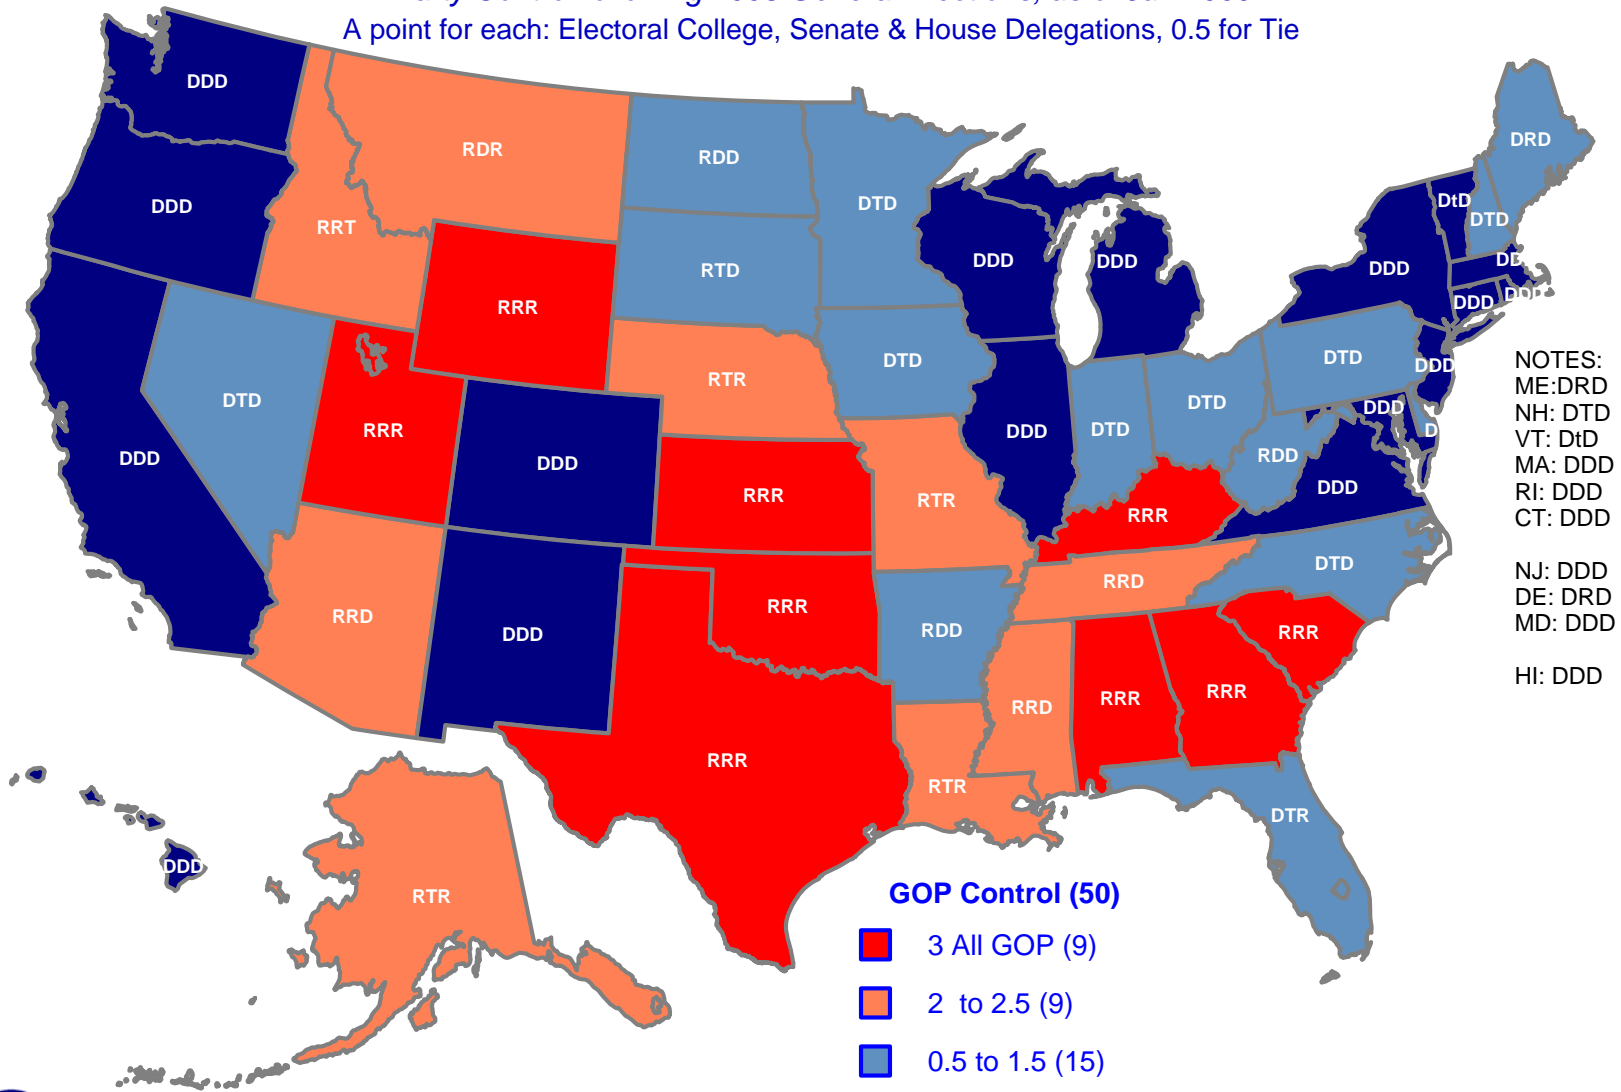 A point for each: Electoral College, Senate & House Delegations, 0.5 for Tie
DDD
RDR
RDD
DRD
DTD
DDD
RRT
DtD
DTD
DDD
DDD
DDD
DDD
RTD
RRR
DDD
DDD
DTD
DTD
DDD
RTR
DTD
RRR
DTD
DDD
DTD
DDD
RDD
DDD
DDD
DDD
RRR
RTR
RRR
DTD
RRD
RRR
RRD
DDD
RDD
RRR
RRR
RRR
RRD
RRR
RTR
DTR
DDD
RTR
NOTES:
ME:DRD
NH: DTD
VT: DtD
MA: DDD
RI: DDD
CT: DDD
NJ: DDD
DE: DRD
MD: DDD
HI: DDD
GOP Control (50)
3 All GOP (9)
2 to 2.5 (9)
0.5 to 1.5 (15)